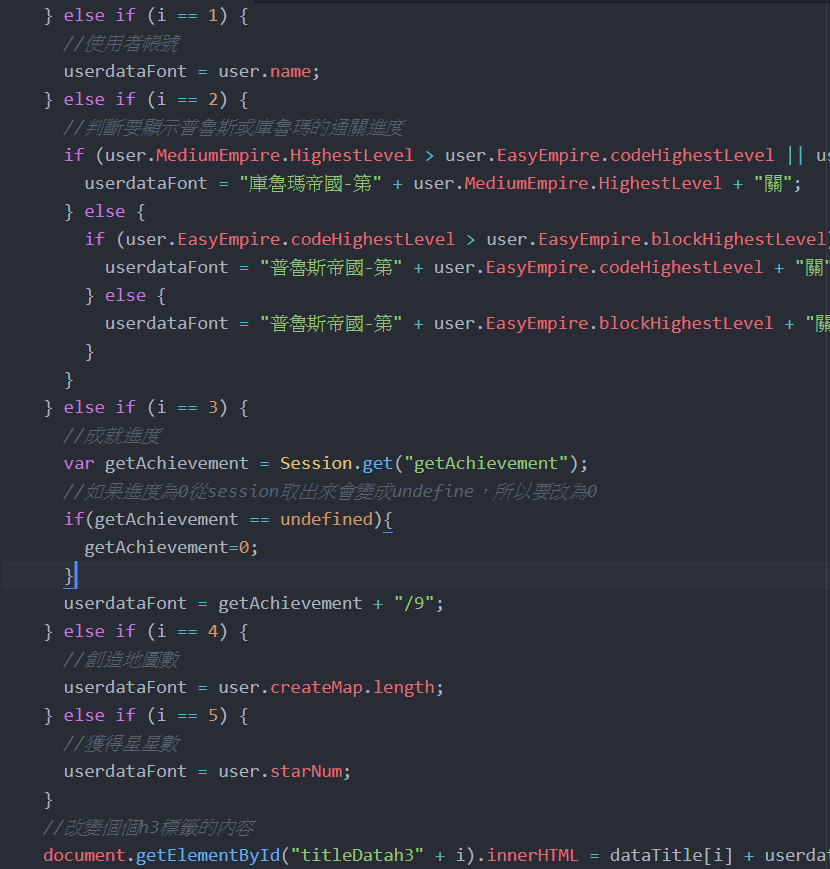 } else if (i == 1) {
//使用者帳號
userdataFont = user.name;
} else if (i == 2) {
//判斷要顯示普魯斯或庫魯瑪的通關進度
if (user.MediumEmpire.HighestLevel > user.EasyEmpire.codeHighestLevel || us
userdataFont = "庫魯瑪帝國-第" + user.MediumEmpire.HighestLevel + "關";
} else {
if (user.EasyEmpire.codeHighestLevel > user.EasyEmpire.blockHighestLevel)
userdataFont = "普魯斯帝國-第" + user.EasyEmpire.codeHighestLevel + "關"
} else {
userdataFont = "普魯斯帝國-第" + user.EasyEmpire.blockHighestLevel + "關
}
}
} else if (i == 3) {
//成就進度
var getAchievement = Session.get("getAchievement");
//如果進度為0從session取出來會變成undefine，所以要改為0
if(getAchievement == undefined){
getAchievement=0;
}
userdataFont = getAchievement + "/9";
} else if (i == 4) {
//創造地圖數
userdataFont = user.createMap.length;
} else if (i == 5) {
//獲得星星數
userdataFont = user.starNum;
}
//改變個個h3標籤的內容
document.getElementById("titleDatah3" + i).innerHTML = dataTitle[i] + userdat